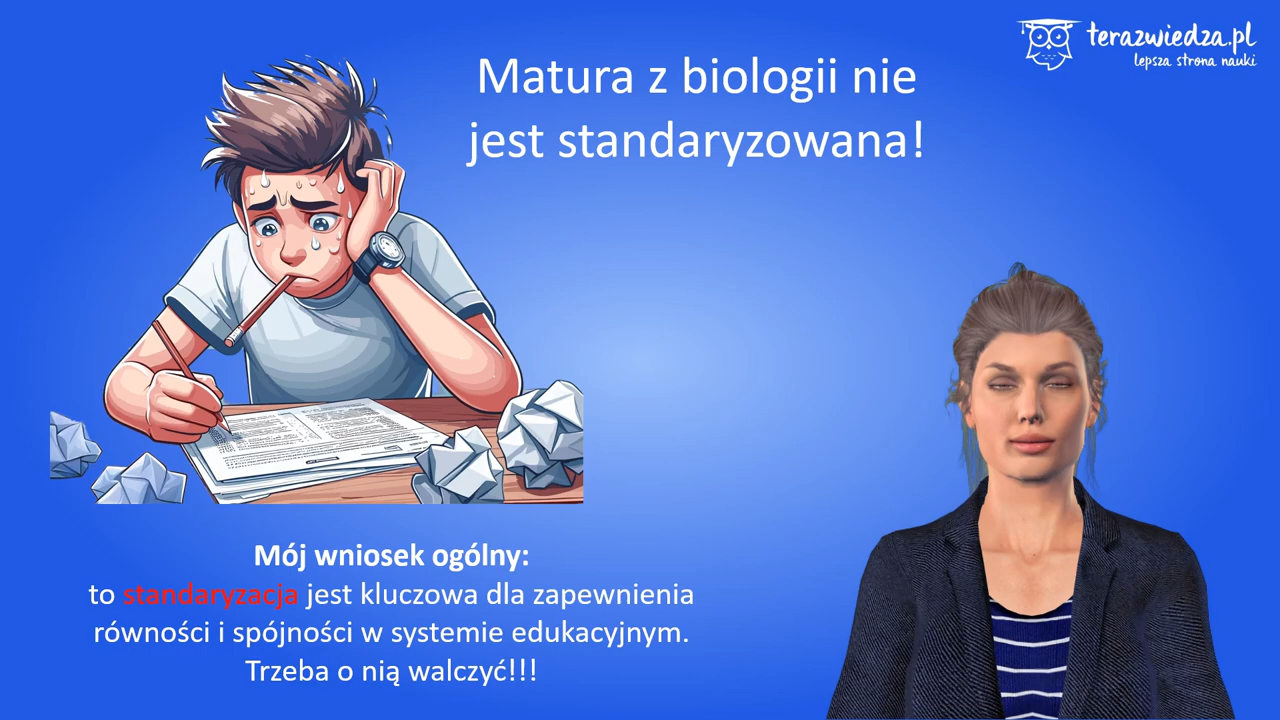 terazwiedza.pl
lepsza strona nauki
Matura z biologii nie
jest standaryzowana!
Mój wniosek ogólny:
to standaryzacja jest kluczowa dla zapewnienia
równości i spójności w systemie edukacyjnym.
Trzeba o nią walczyć!!!